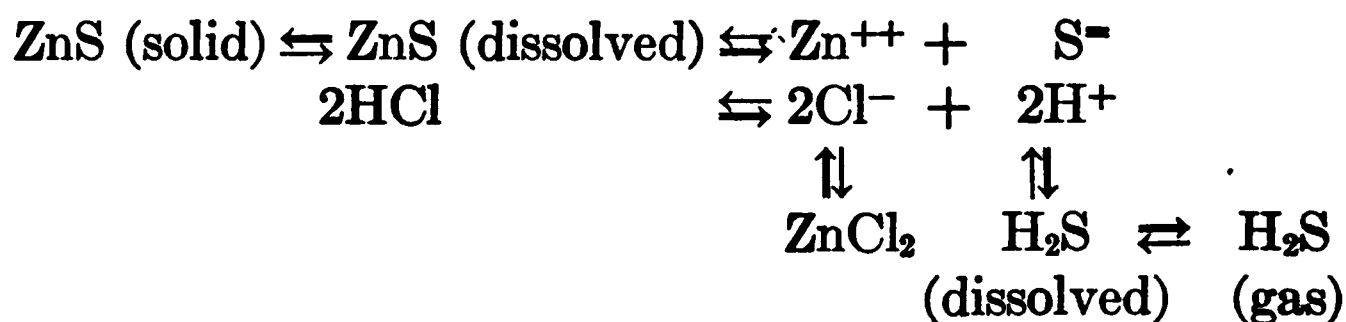 ZnS (solid) ⇆ ZnS (dissolved) ⇆ Zn⁺⁺ + S⁼
2HCl ⇆ 2Cl⁻ + 2H⁺
⇅ ⇅
ZnCl₂ H₂S ⇄ H₂S
(dissolved) (gas)